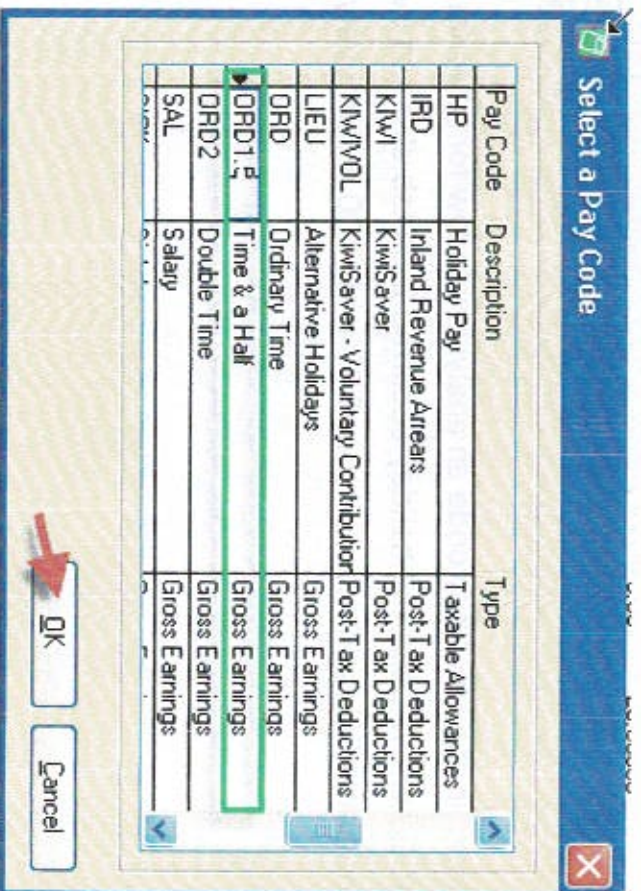 Select a Pay Code
Pay Code Description Type
HP Holiday Pay Taxable Allowances
IRD Inland Revenue Arrears Post-Tax Deductions
KIWI KiwiSaver Post-Tax Deductions
KIWIVOL KiwiSaver - Voluntary Contribution Post-Tax Deductions
LIEU Alternative Holidays Gross Earnings
ORD Ordinary Time Gross Earnings
ORD1.5 Time & a Half Gross Earnings
ORD2 Double Time Gross Earnings
SAL Salary Gross Earnings
OK Cancel